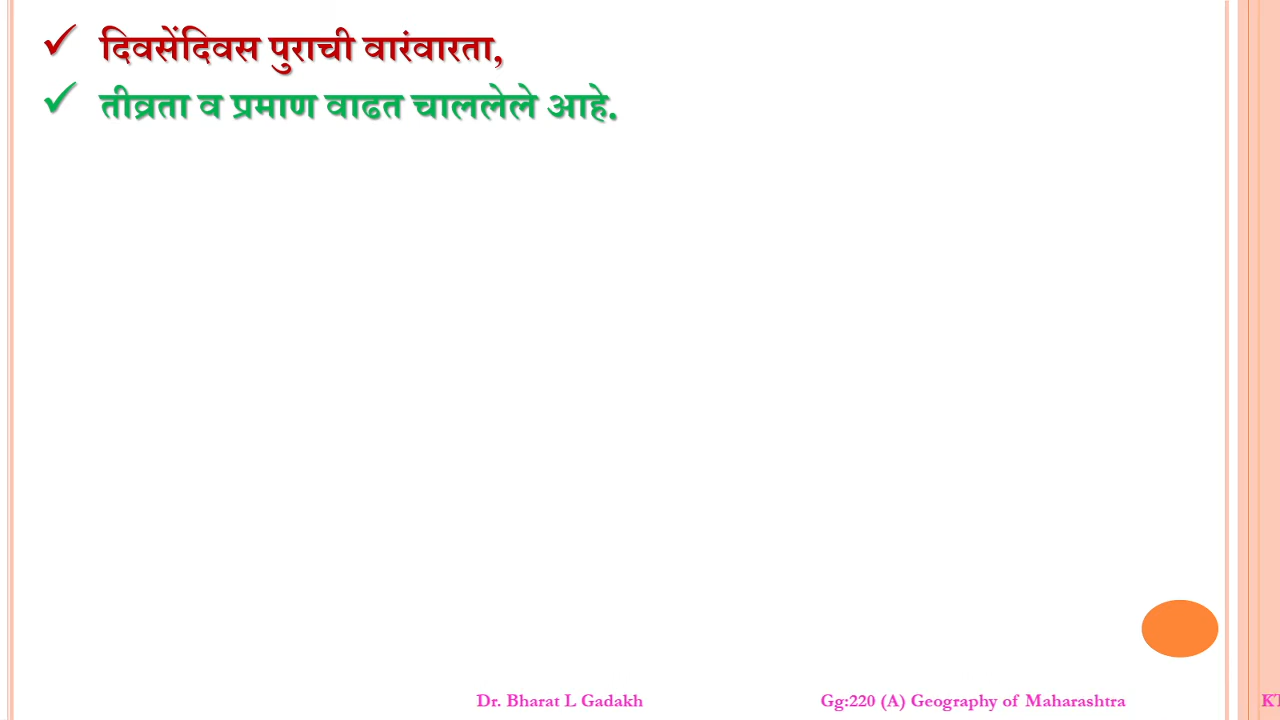 दिवसेंदिवस पुराची वारंवारता,
तीव्रता व प्रमाण वाढत चाललेले आहे.
Dr. Bharat L Gadakh Gg:220 (A) Geography of Maharashtra